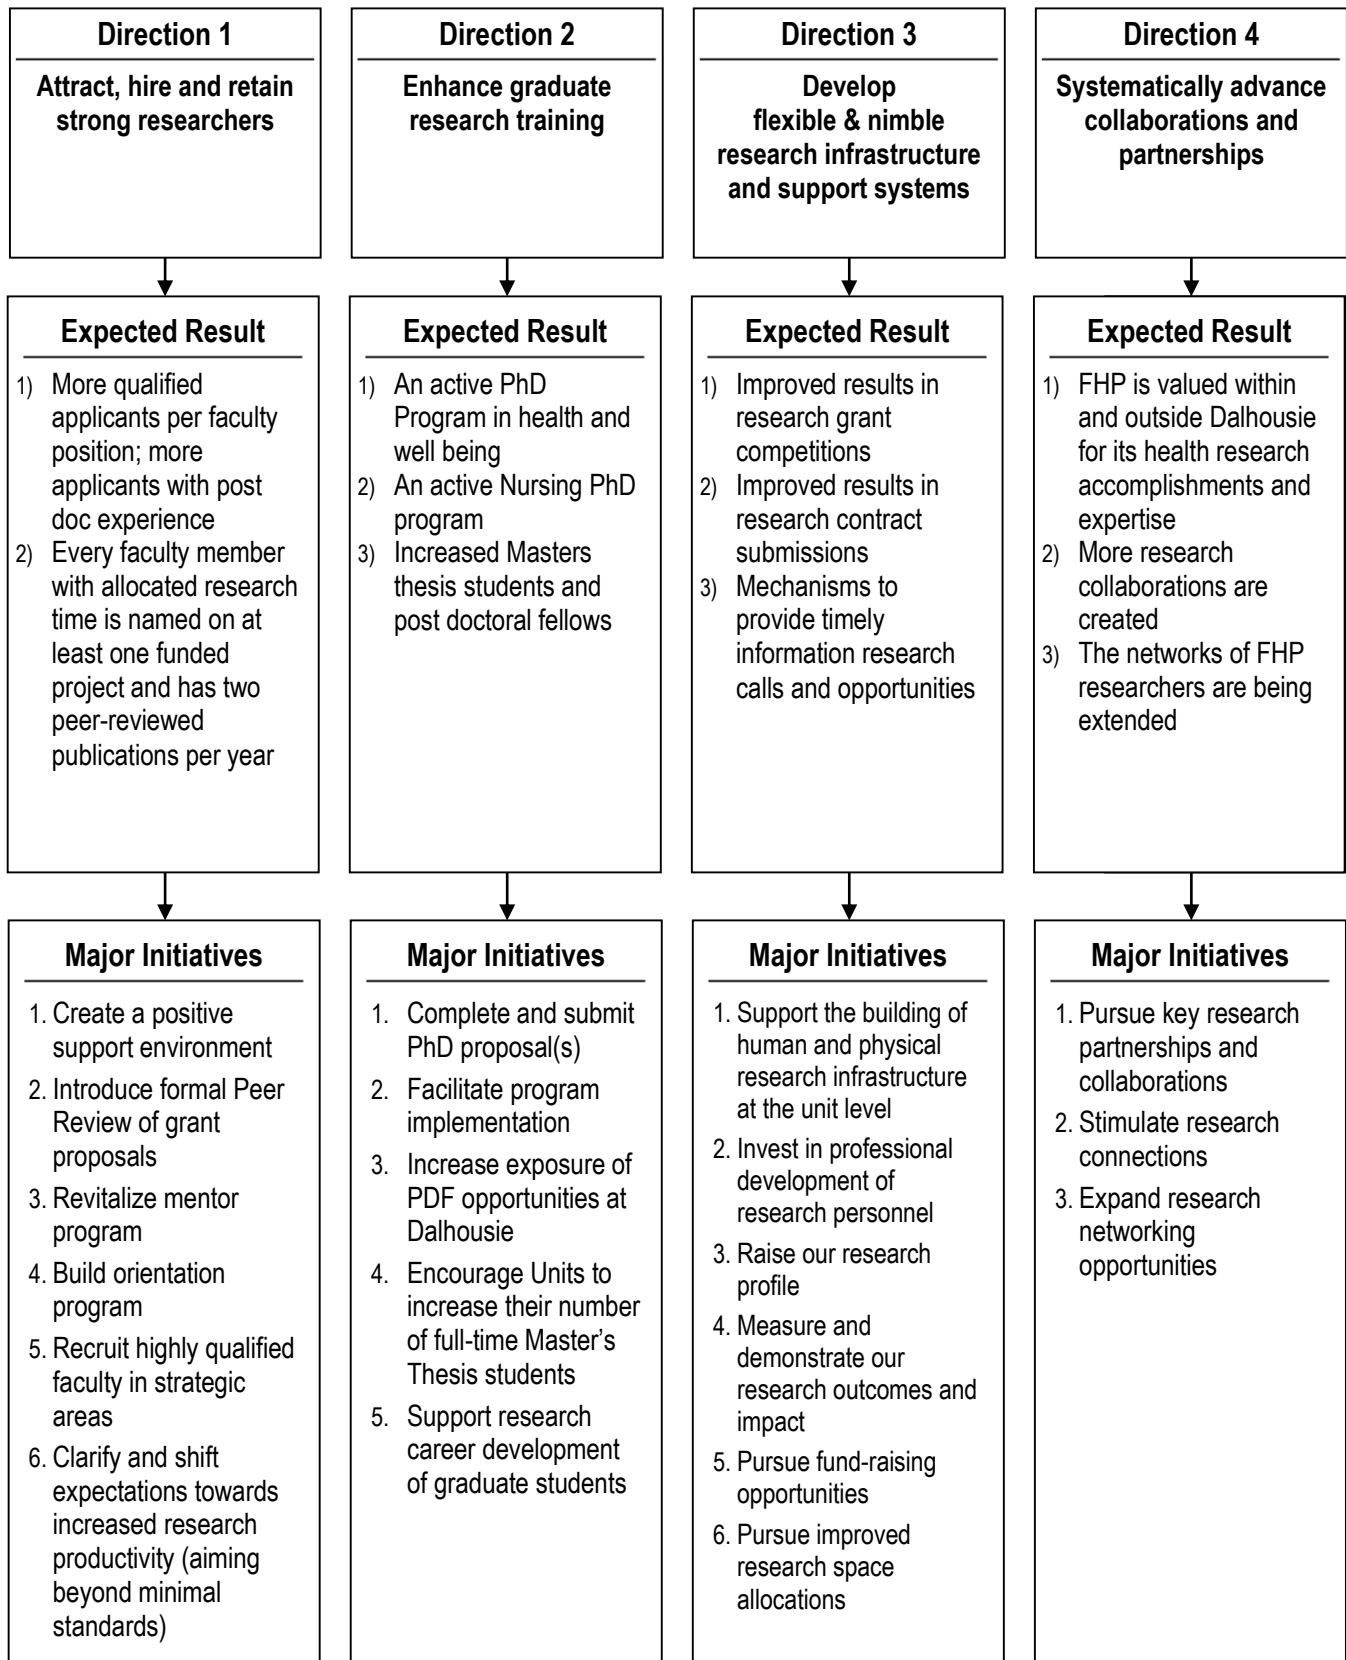 Direction 1
Attract, hire and retain
strong researchers
Direction 2
Enhance graduate
research training
Direction 3
Develop
flexible & nimble
research infrastructure
and support systems
Direction 4
Systematically advance
collaborations and
partnerships
Expected Result
1) More qualified
applicants per faculty
position; more
applicants with post
doc experience
2) Every faculty member
with allocated research
time is named on at
least one funded
project and has two
peer-reviewed
publications per year
Expected Result
1) An active PhD
Program in health and
well being
2) An active Nursing PhD
program
3) Increased Masters
thesis students and
post doctoral fellows
Expected Result
1) Improved results in
research grant
competitions
2) Improved results in
research contract
submissions
3) Mechanisms to
provide timely
information research
calls and opportunities
Expected Result
1) FHP is valued within
and outside Dalhousie
for its health research
accomplishments and
expertise
2) More research
collaborations are
created
3) The networks of FHP
researchers are being
extended
Major Initiatives
1. Create a positive
support environment
2. Introduce formal Peer
Review of grant
proposals
3. Revitalize mentor
program
4. Build orientation
program
5. Recruit highly qualified
faculty in strategic
areas
6. Clarify and shift
expectations towards
increased research
productivity (aiming
beyond minimal
standards)
Major Initiatives
1. Complete and submit
PhD proposal(s)
2. Facilitate program
implementation
3. Increase exposure of
PDF opportunities at
Dalhousie
4. Encourage Units to
increase their number
of full-time Master’s
Thesis students
5. Support research
career development
of graduate students
Major Initiatives
1. Support the building of
human and physical
research infrastructure
at the unit level
2. Invest in professional
development of
research personnel
3. Raise our research
profile
4. Measure and
demonstrate our
research outcomes and
impact
5. Pursue fund-raising
opportunities
6. Pursue improved
research space
allocations
Major Initiatives
1. Pursue key research
partnerships and
collaborations
2. Stimulate research
connections
3. Expand research
networking
opportunities